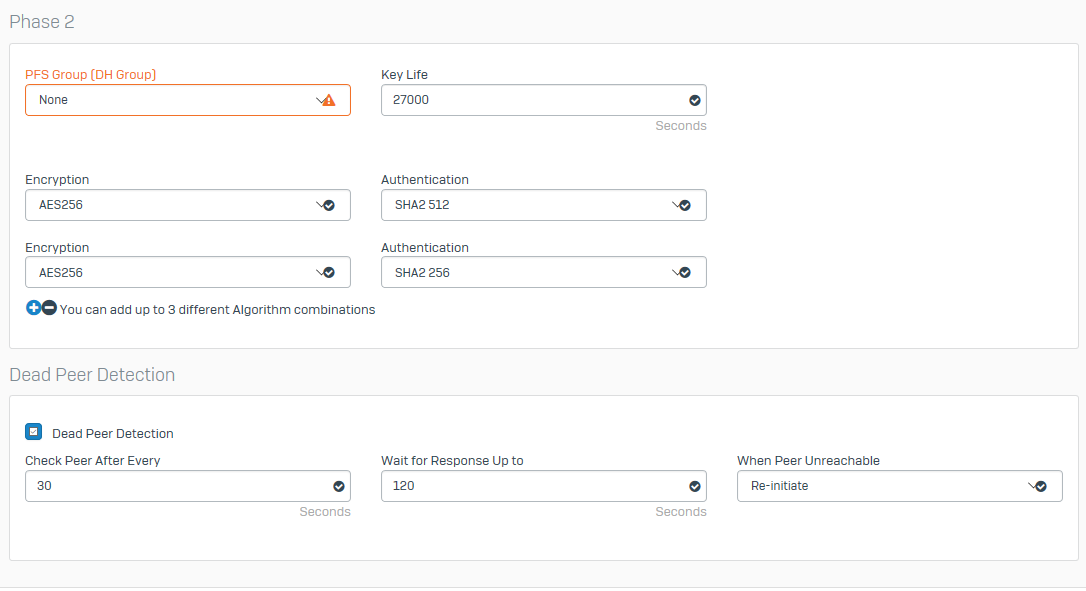 Phase 2
PFS Group (DH Group) Key Life
None 27000
Seconds
Encryption Authentication
AES256 SHA2 512
Encryption Authentication
AES256 SHA2 256
You can add up to 3 different Algorithm combinations
Dead Peer Detection
Dead Peer Detection
Check Peer After Every Wait for Response Up to When Peer Unreachable
30 120 Re-initiate
Seconds Seconds